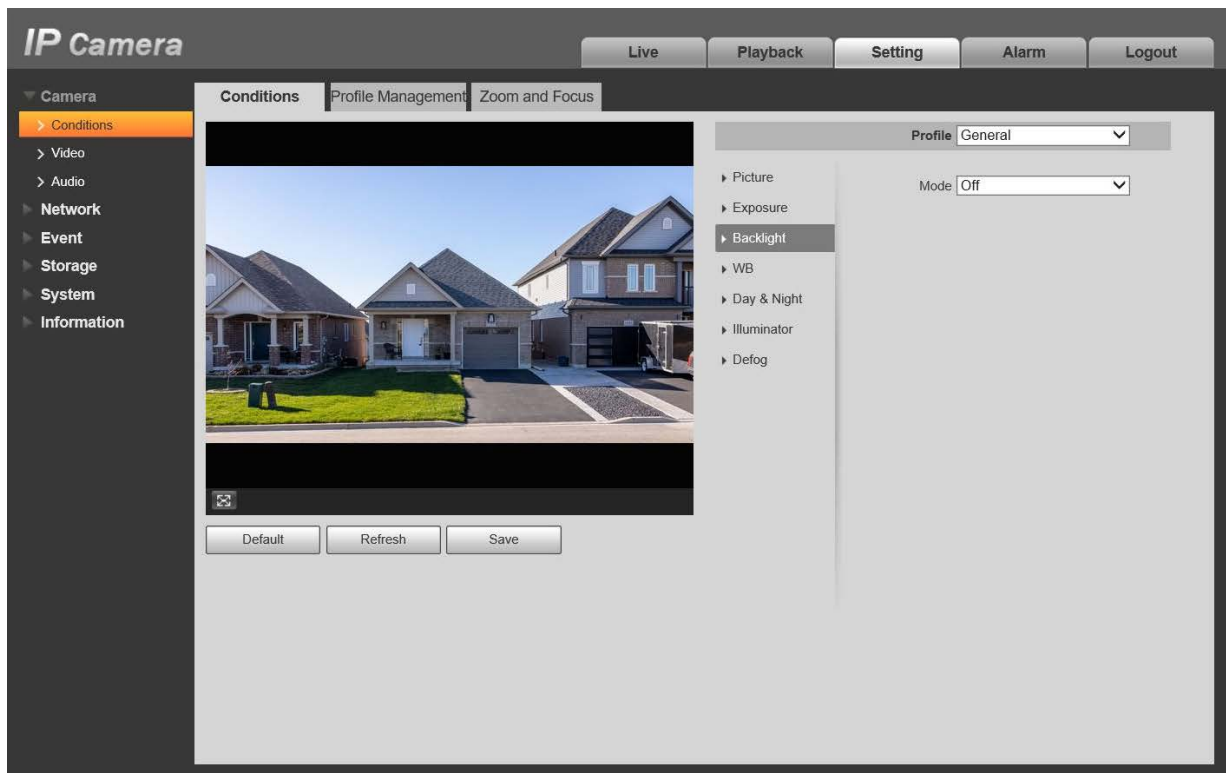 IP Camera
Live
Playback
Setting
Alarm
Logout
Camera
Conditions
Video
Audio
Network
Event
Storage
System
Information
Conditions
Profile Management
Zoom and Focus
Default
Refresh
Save
Profile General
Picture
Exposure
Backlight
WB
Day & Night
Illuminator
Defog
Mode Off